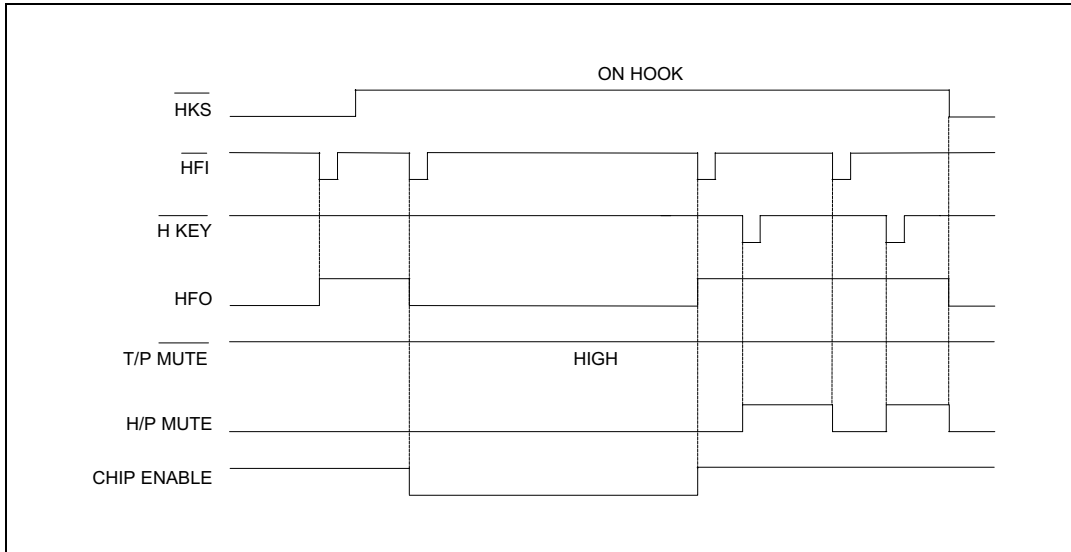 ON HOOK
HKS
HFI
H KEY
HFO
T/P MUTE
HIGH
H/P MUTE
CHIP ENABLE